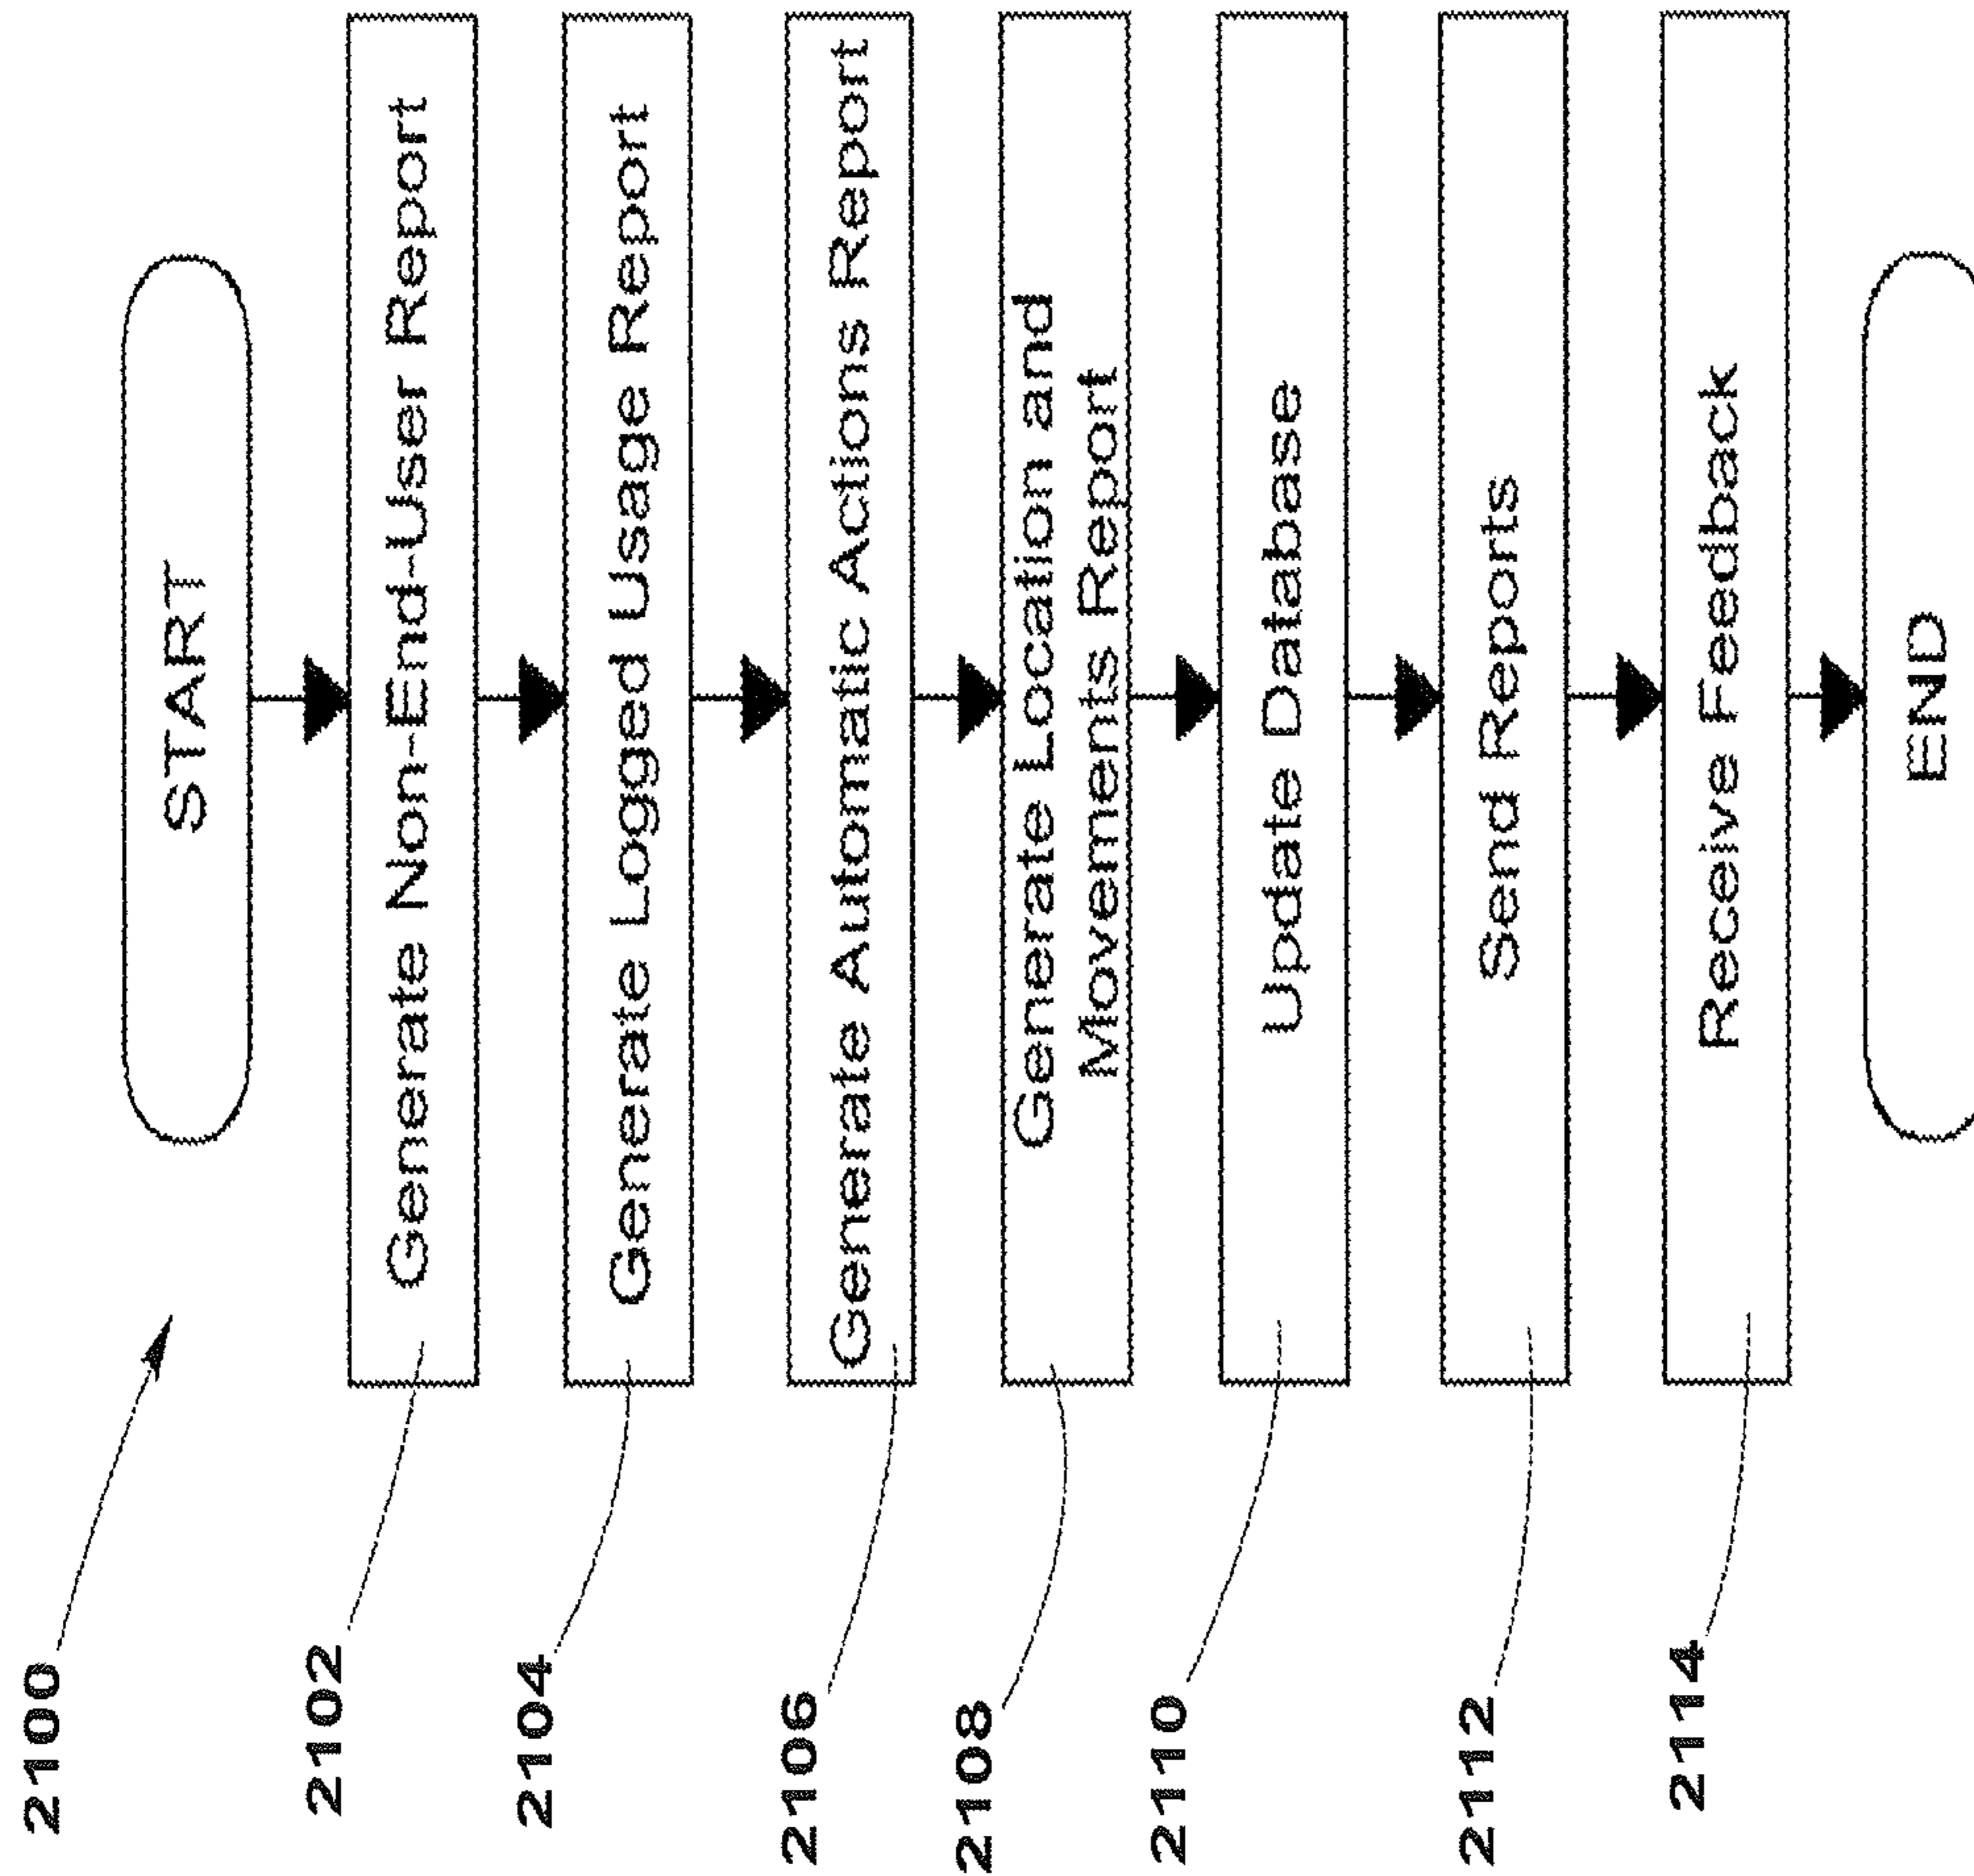 2100
START
2102
Generate Non-End-User Report
2104
Generate Logged Usage Report
2106
Generate Automatic Actions Report
2108
Generate Location and
Movements Report
2110
Update Database
2112
Send Reports
2114
Receive Feedback
END